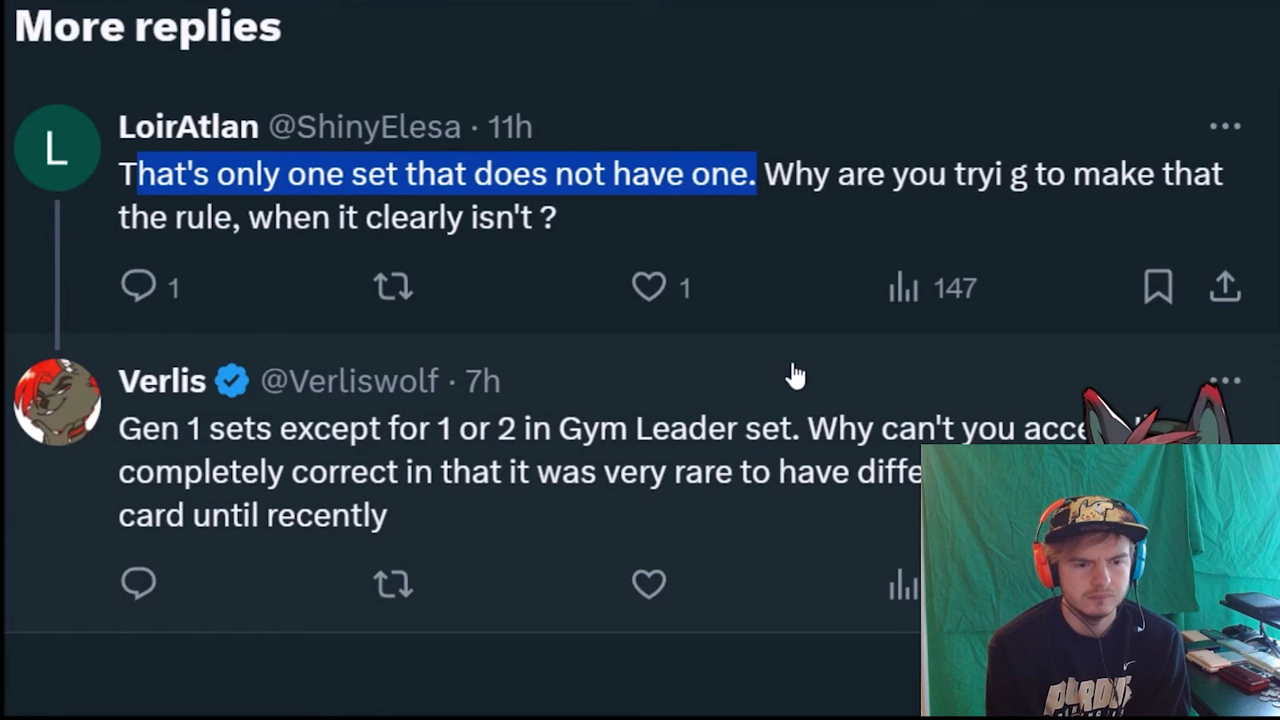 More replies
L
LoirAtlan @ShinyElesa · 11h
That's only one set that does not have one. Why are you tryi g to make that
the rule, when it clearly isn't ?
1
1
147
Verlis @Verliswolf · 7h
Gen 1 sets except for 1 or 2 in Gym Leader set. Why can't you
completely correct in that it was very rare to have
card until recently
PURDUE